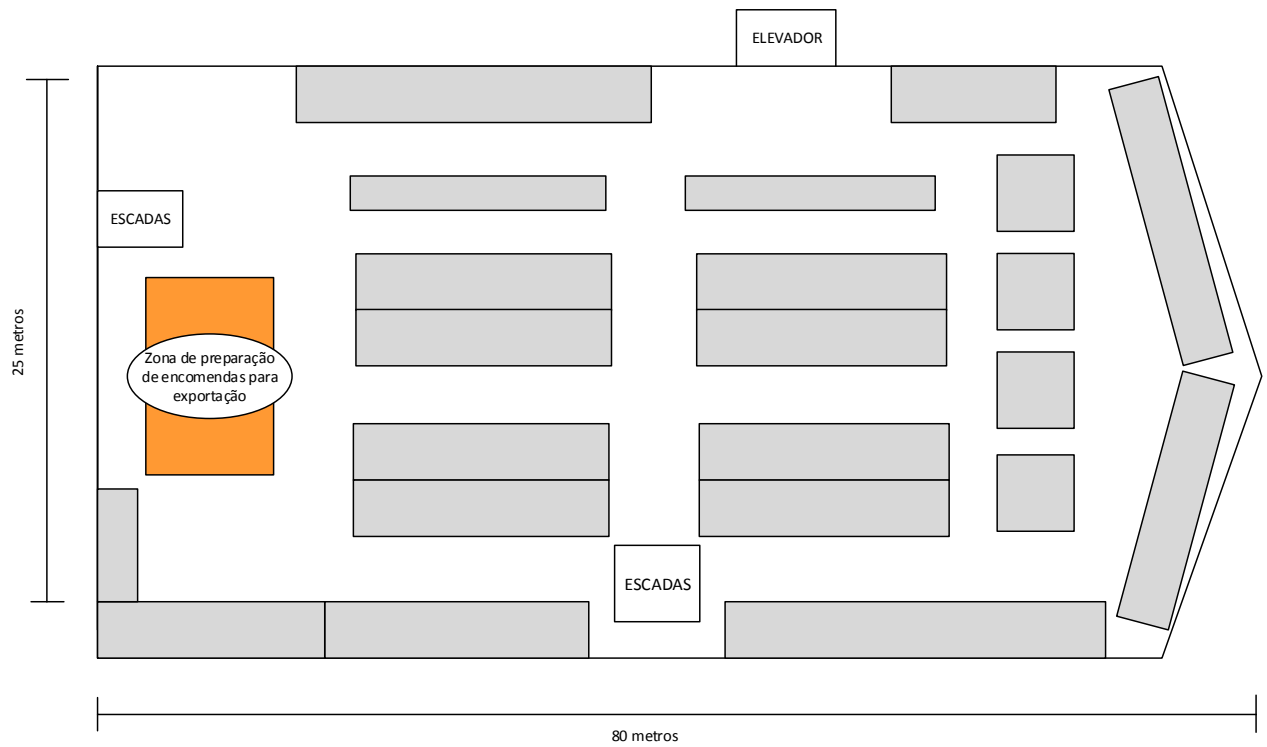 ELEVADOR
ESCADAS
25 metros
Zona de preparação
de encomendas para
exportação
ESCADAS
80 metros